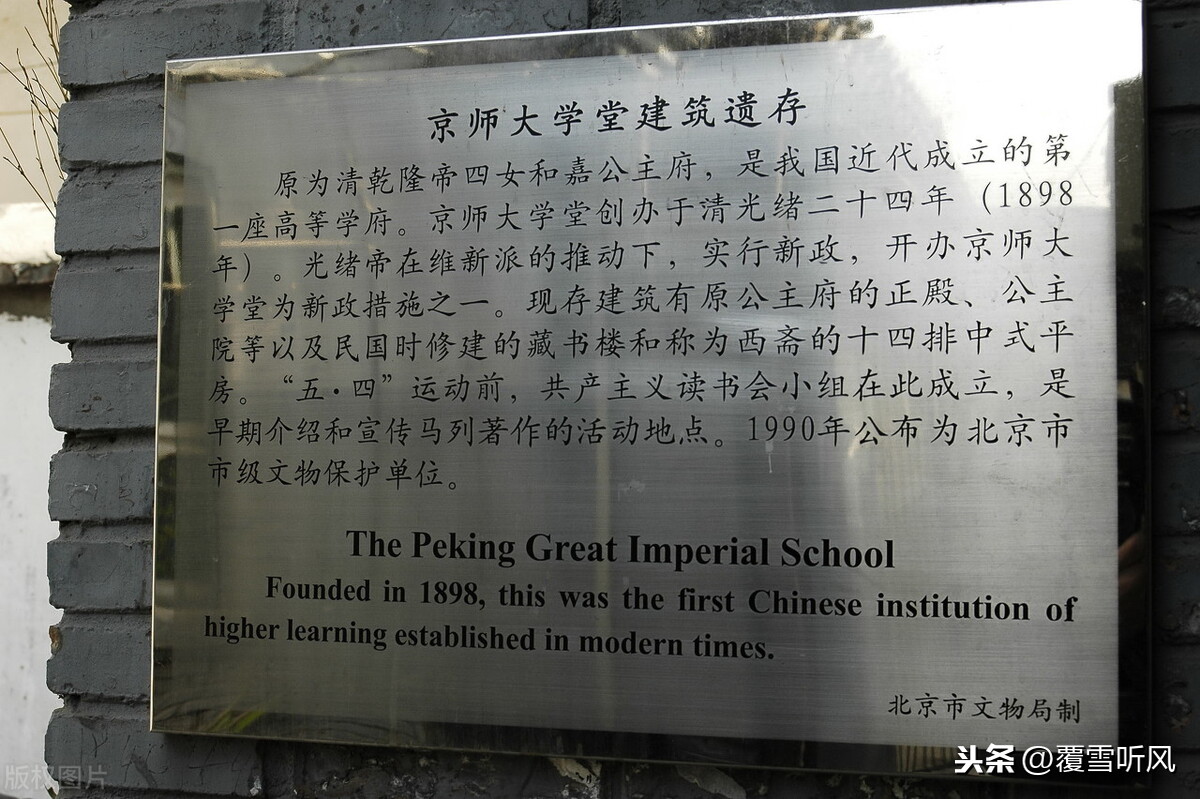 京师大学堂建筑遗存
原为清乾隆帝四女和嘉公主府，是我国近代成立的第
一座高等学府。京师大学堂创办于清光绪二十四年（1898
年）。光绪帝在维新派的推动下，实行新政，开办京师大
学堂为新政措施之一。现存建筑有原公主府的正殿、公主
院等以及民国时修建的藏书楼和称为西斋的十四排中式平
房。“五·四”运动前，共产主义读书会小组在此成立，是
早期介绍和宣传马列著作的活动地点。1990年公布为北京市
市级文物保护单位。
The Peking Great Imperial School
Founded in 1898, this was the first Chinese institution of
higher learning established in modern times.
北京市文物局制
版权图片
头条@覆雪听风